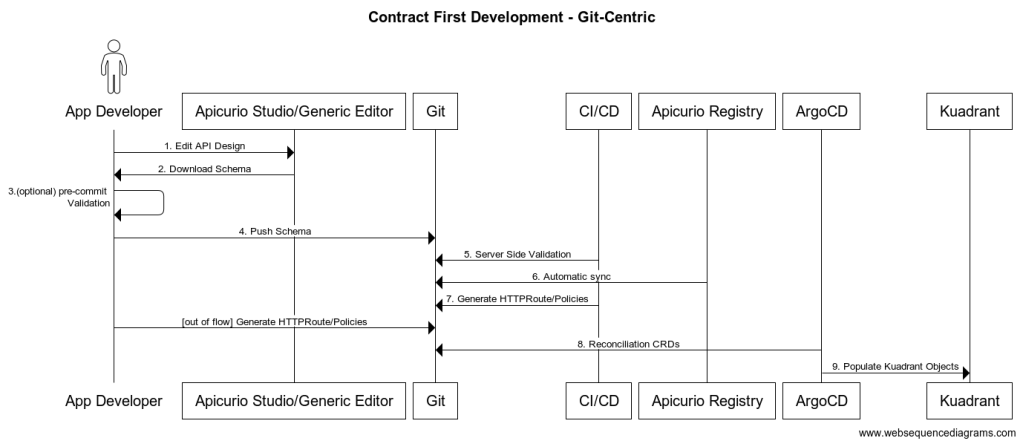 Contract First Development - Git-Centric
App Developer
Apicurio Studio/Generic Editor
Git
CI/CD
Apicurio Registry
ArgoCD
Kuadrant
1. Edit API Design
2. Download Schema
3.(optional) pre-commit
Validation
4. Push Schema
5. Server Side Validation
6. Automatic sync
7. Generate HTTPRoute/Policies
[out of flow] Generate HTTPRoute/Policies
8. Reconciliation CRDs
9. Populate Kuadrant Objects
App Developer
Apicurio Studio/Generic Editor
Git
CI/CD
Apicurio Registry
ArgoCD
Kuadrant
www.websequencediagrams.com